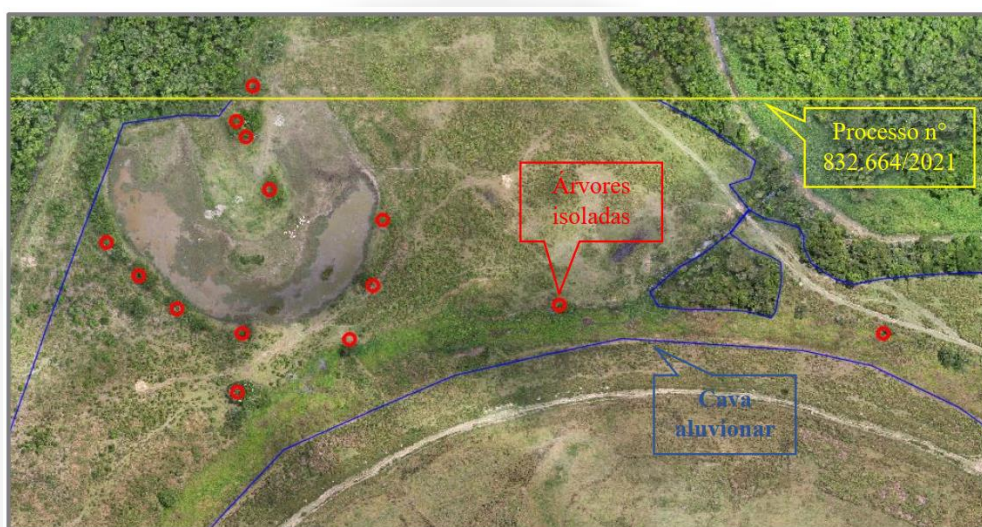 Processo n°
832.664/2021
Árvores
isoladas
Cava
aluvionar